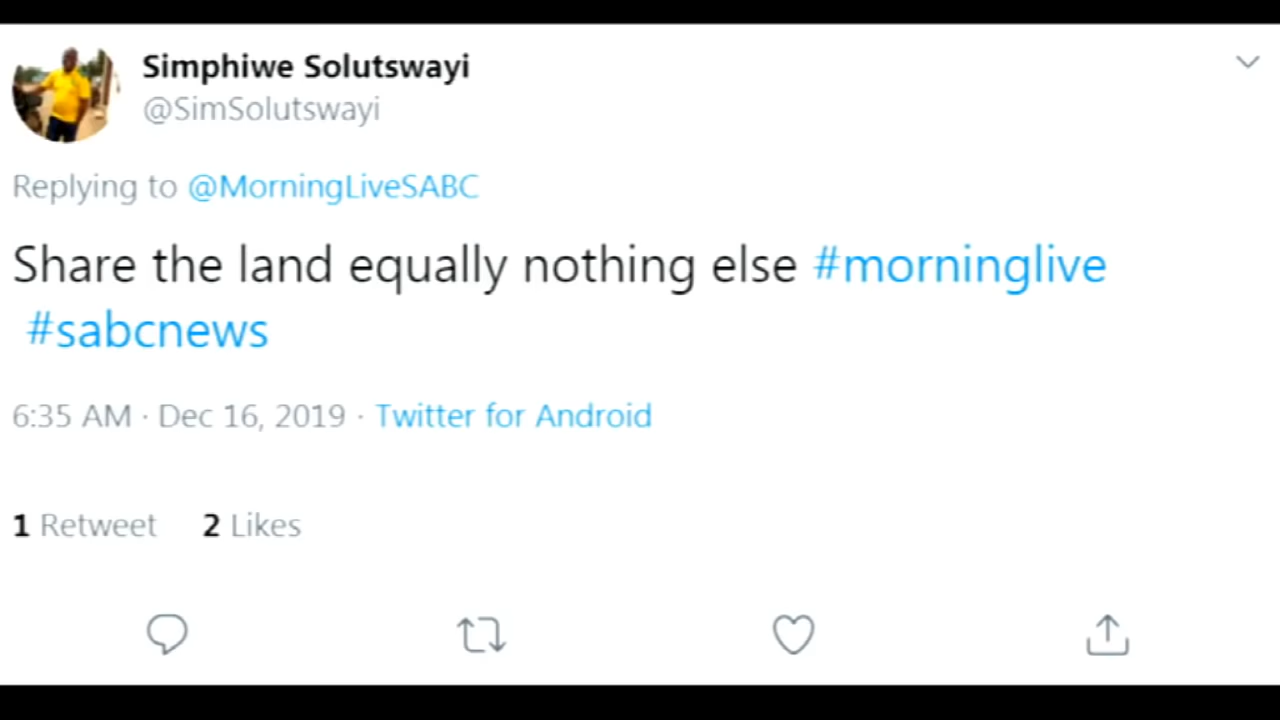 Simphiwe Solutswayi
@SimSolutswayi
Replying to @MorningLiveSABC
Share the land equally nothing else #morninglive
#sabcnews
6:35 AM · Dec 16, 2019 · Twitter for Android
1 Retweet 2 Likes